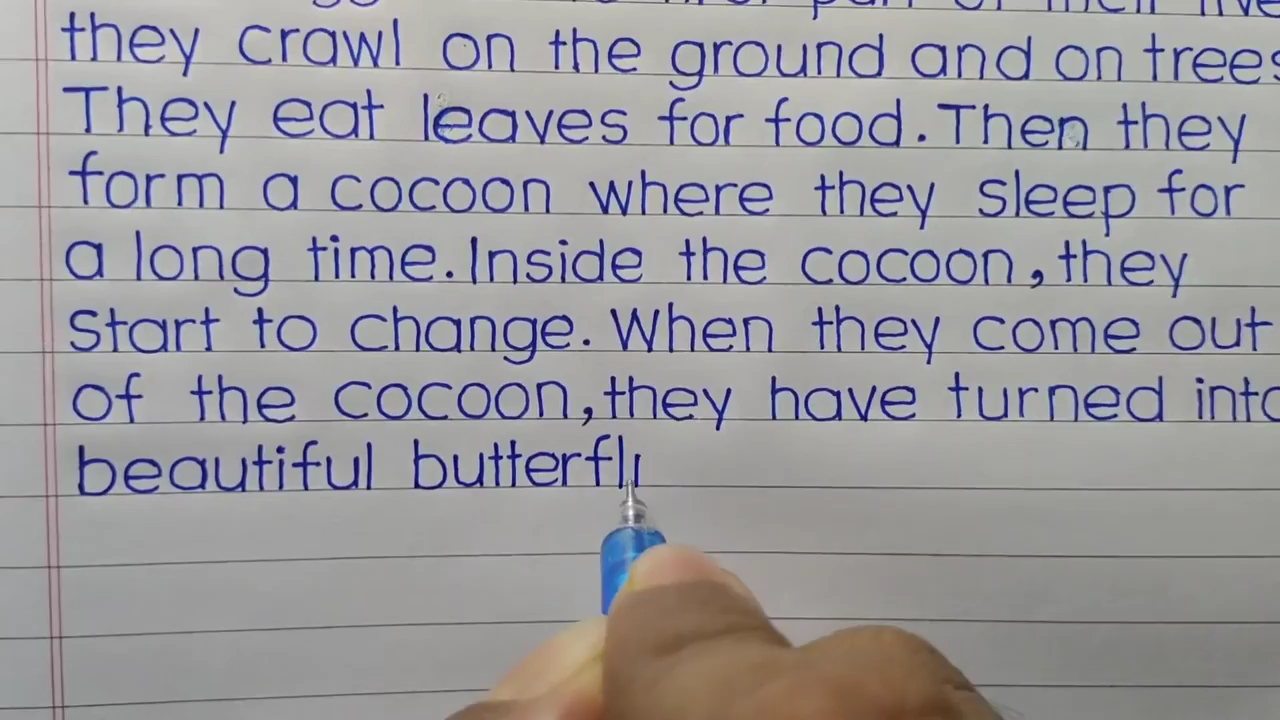 they crawl on the ground and on trees
They eat leaves for food. Then they
form a cocoon where they sleep for
a long time. Inside the cocoon, they
Start to change. When they come out
of the cocoon, they have turned into
beautiful butterfli